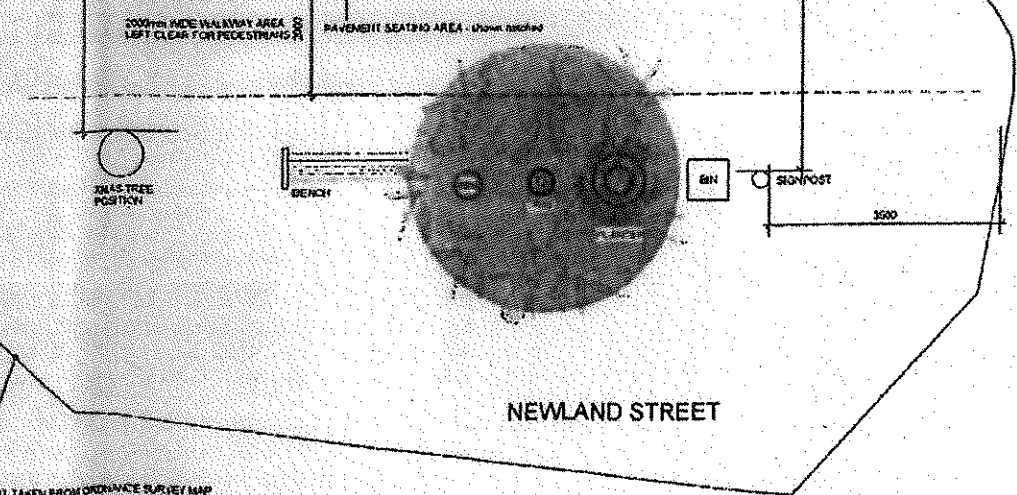 2000mm WIDE WALKWAY AREA
LEFT CLEAR FOR PEDESTRIANS
PAVEMENT SEATING AREA - shown hatched
XMAS TREE
POSITION
BENCH
BIN
SIGNPOST
3500
NEWLAND STREET
TAKEN FROM ORDNANCE SURVEY MAP